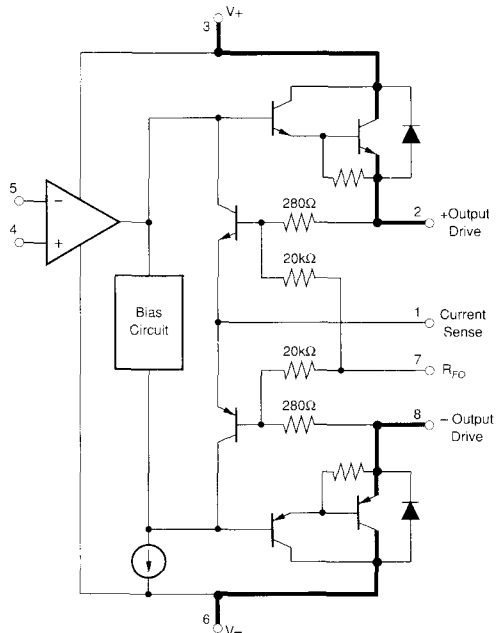 V+
3
5
−
4
+
280Ω
2
+Output
Drive
20kΩ
Bias
Circuit
1
Current
Sense
20kΩ
7
RFO
280Ω
8
− Output
Drive
6
V−